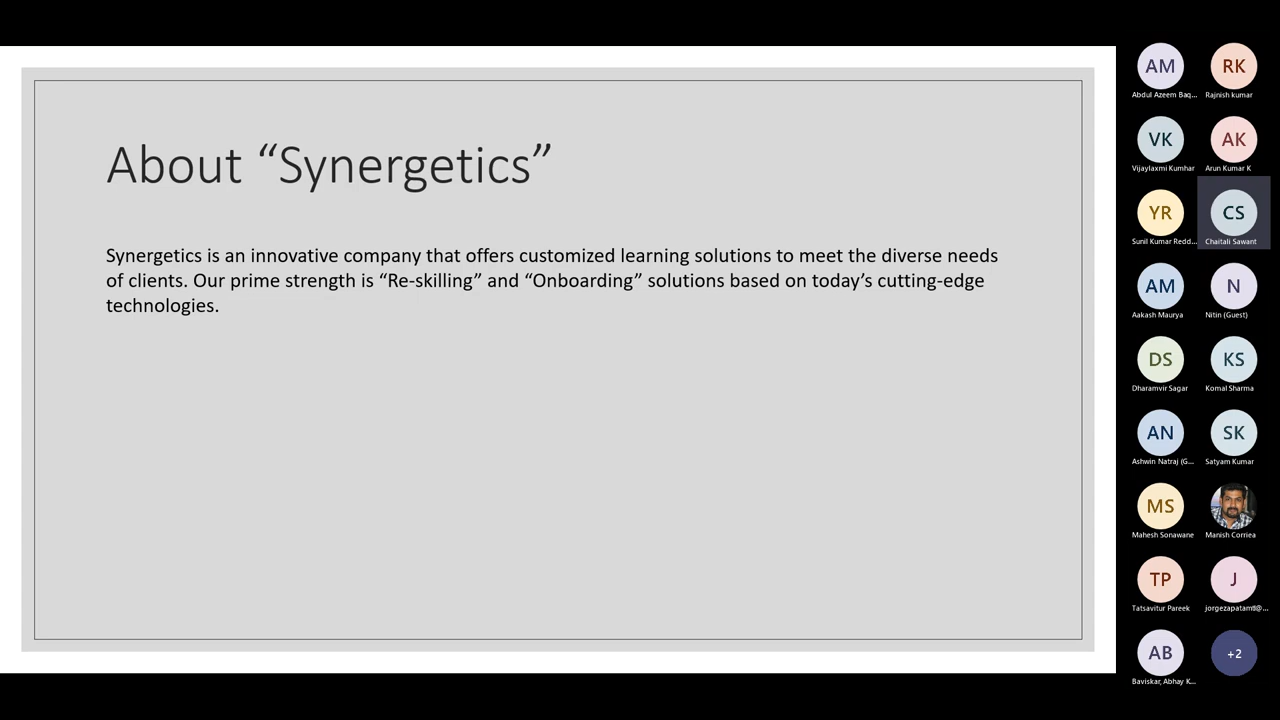 About “Synergetics”
Synergetics is an innovative company that offers customized learning solutions to meet the diverse needs
of clients. Our prime strength is “Re-skilling” and “Onboarding” solutions based on today’s cutting-edge
technologies.
AM
Abdul Azeem Baq...
RK
Rajnish kumar
VK
Vijaylaxmi Kumhar
AK
Arun Kumar K
YR
Sunil Kumar Redd...
CS
Chaitali Sawant
AM
Aakash Maurya
N
Nitin (Guest)
DS
Dharamvir Sagar
KS
Komal Sharma
AN
Ashwin Natraj (G...
SK
Satyam Kumar
MS
Mahesh Sonawane
Manish Corriea
TP
Tatsavitur Pareek
J
jorgezapatamti@...
AB
Baviskar, Abhay K...
+2